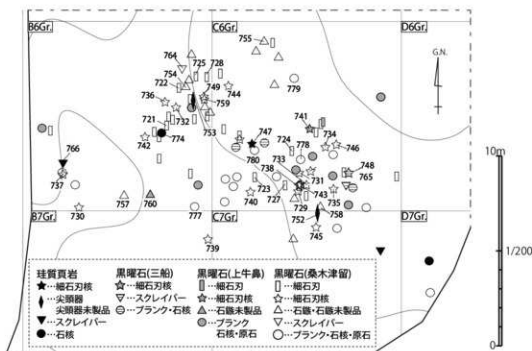 B6Gr.
C6Gr.
D6Gr.
G.N.
755
764
725
728
754
722
749
744
779
736
759
721
732
753
741
734
742
774
747
724
778
746
766
780
733
738
748
737
731
765
723
743
740
727
735
729
730
757
760
777
752
758
B7Gr.
C7Gr.
D7Gr.
745
739
10m
1/200
0m
珪質頁岩
細石刃核
尖頭器
尖頭器未製品
スクレイパー
石核
黒曜石(三船)
細石刃核
スクレイパー
ブランク・石核
黒曜石(上牛鼻)
細石刃
細石刃核
石鏃未製品
ブランク
石核・原石
黒曜石(桑木津留)
細石刃
細石刃核
石鏃・石鏃未製品
スクレイパー
ブランク・石核・原石